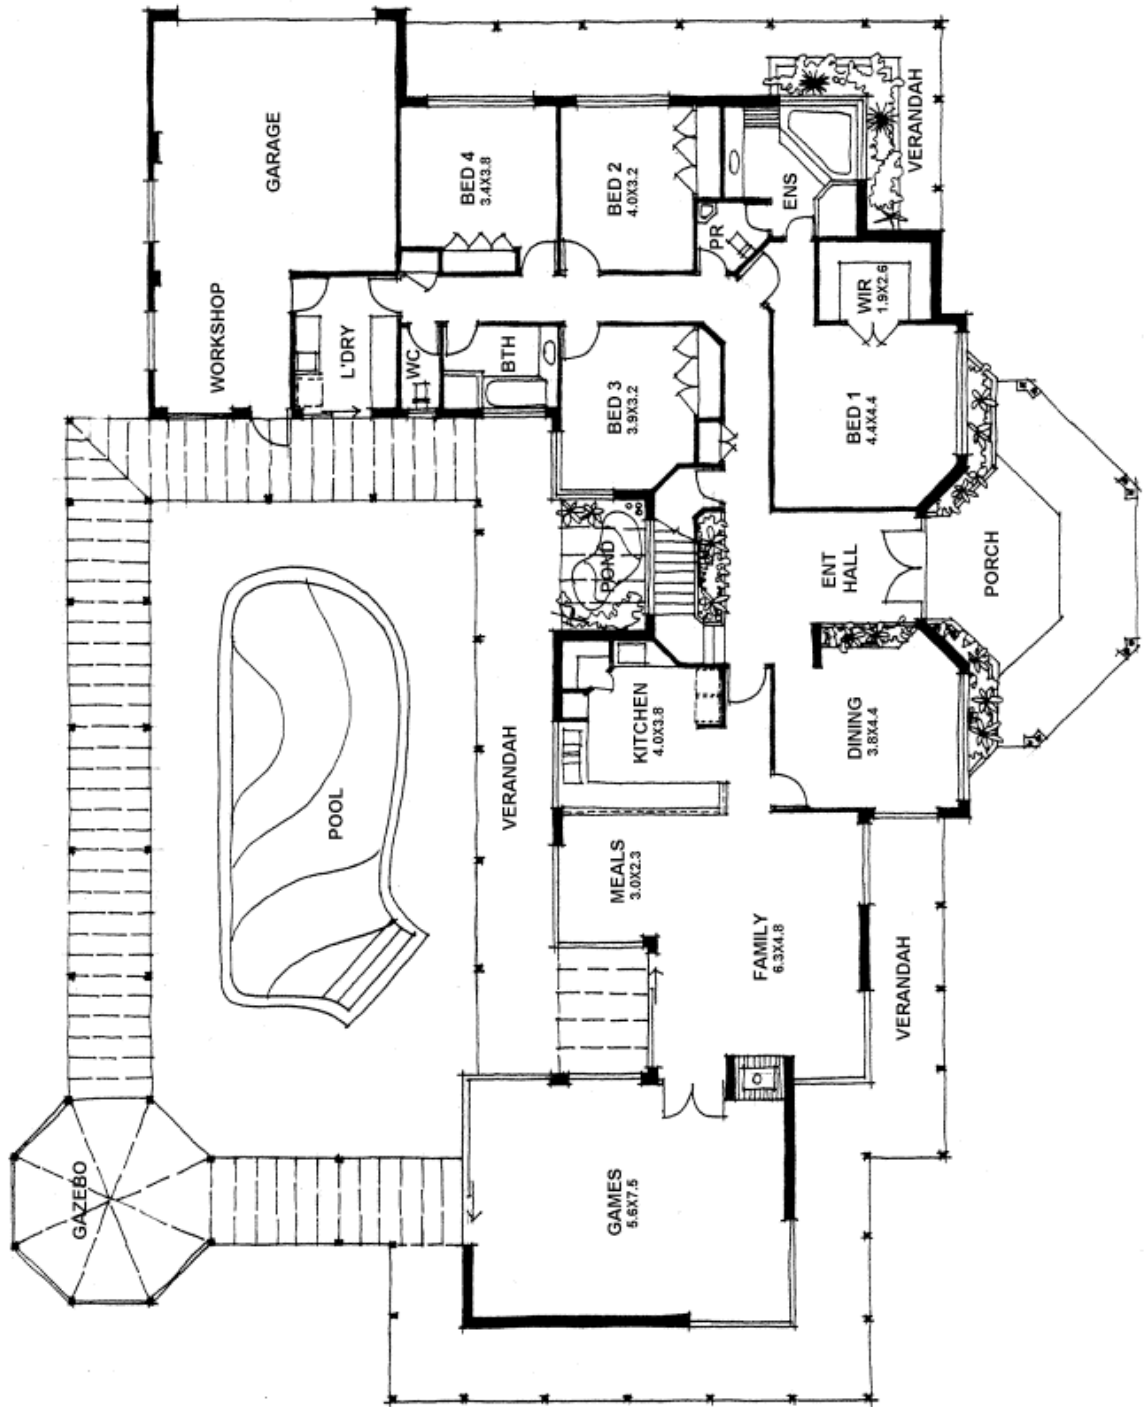 GARAGE
WORKSHOP
L'DRY
WC
BTH
BED 4
3.4X3.8
BED 2
4.0X3.2
PR
ENS
VERANDAH
WIR
1.9X2.6
BED 3
3.9X3.2
BED 1
4.4X4.4
POND
ENT
HALL
PORCH
POOL
VERANDAH
KITCHEN
4.0X3.8
DINING
3.8X4.4
MEALS
3.0X2.3
FAMILY
6.3X4.8
VERANDAH
GAZEBO
GAMES
5.6X7.5